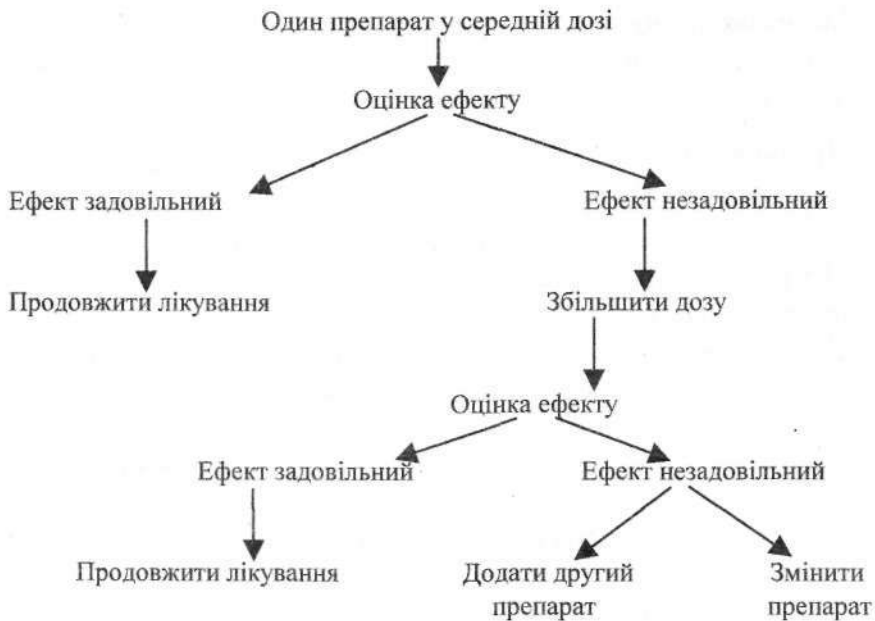 Один препарат у середній дозі
Оцінка ефекту
Ефект задовільний
Ефект незадовільний
Продовжити лікування
Збільшити дозу
Оцінка ефекту
Ефект задовільний
Ефект незадовільний
Продовжити лікування
Додати другий
препарат
Змінити
препарат